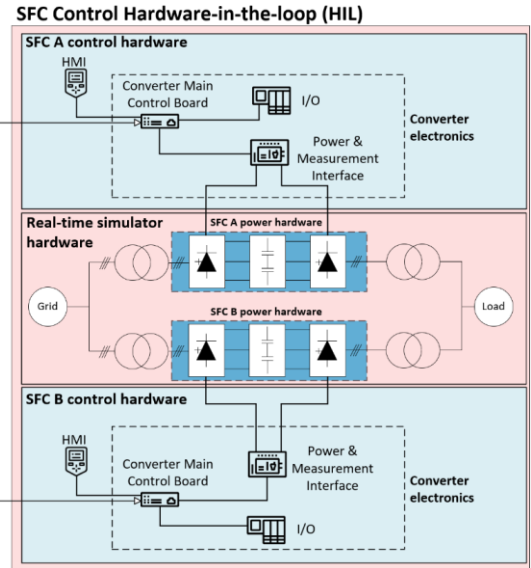 SFC Control Hardware-in-the-loop (HIL)
SFC A control hardware
HMI
Converter Main
Control Board
I/O
Power &
Measurement
Interface
Converter
electronics
Real-time simulator
hardware
SFC A power hardware
Grid
Load
SFC B power hardware
SFC B control hardware
HMI
Converter Main
Control Board
Power &
Measurement
Interface
I/O
Converter
electronics